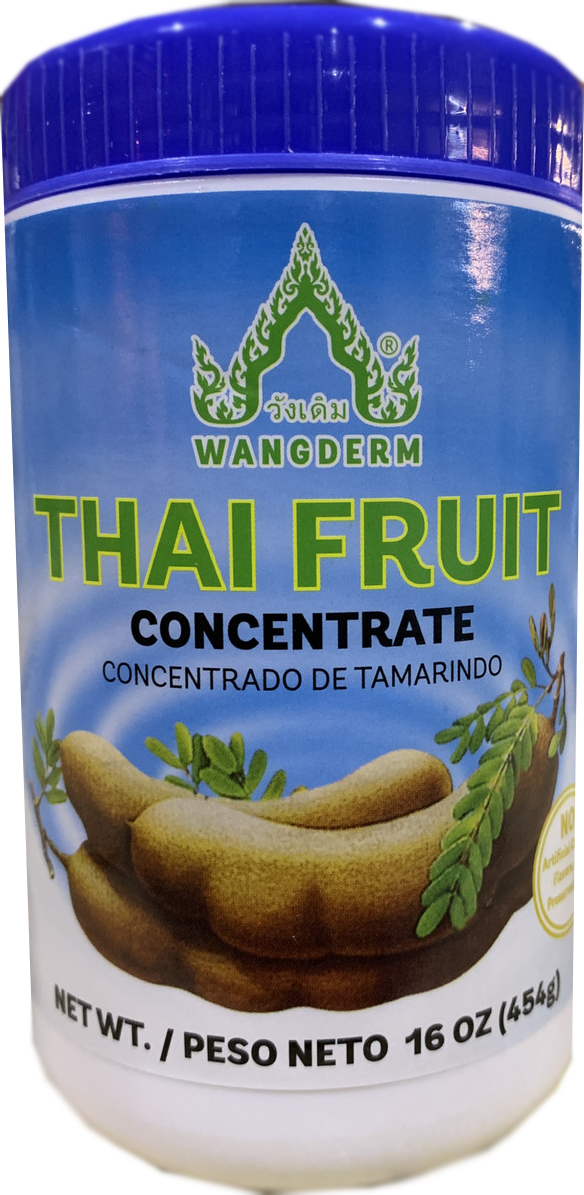 ®
วังเดิม
WANGDERM
THAI FRUIT
CONCENTRATE
CONCENTRADO DE TAMARINDO
NO
Artificial
NET WT. / PESO NETO 16 OZ (454g)